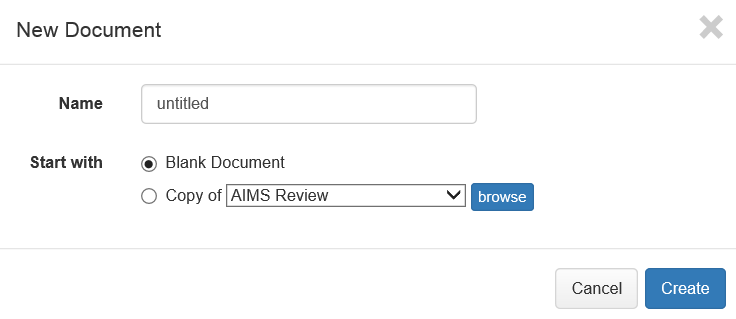 New Document
Name untitled
Start with Blank Document
Copy of AIMS Review browse
Cancel Create